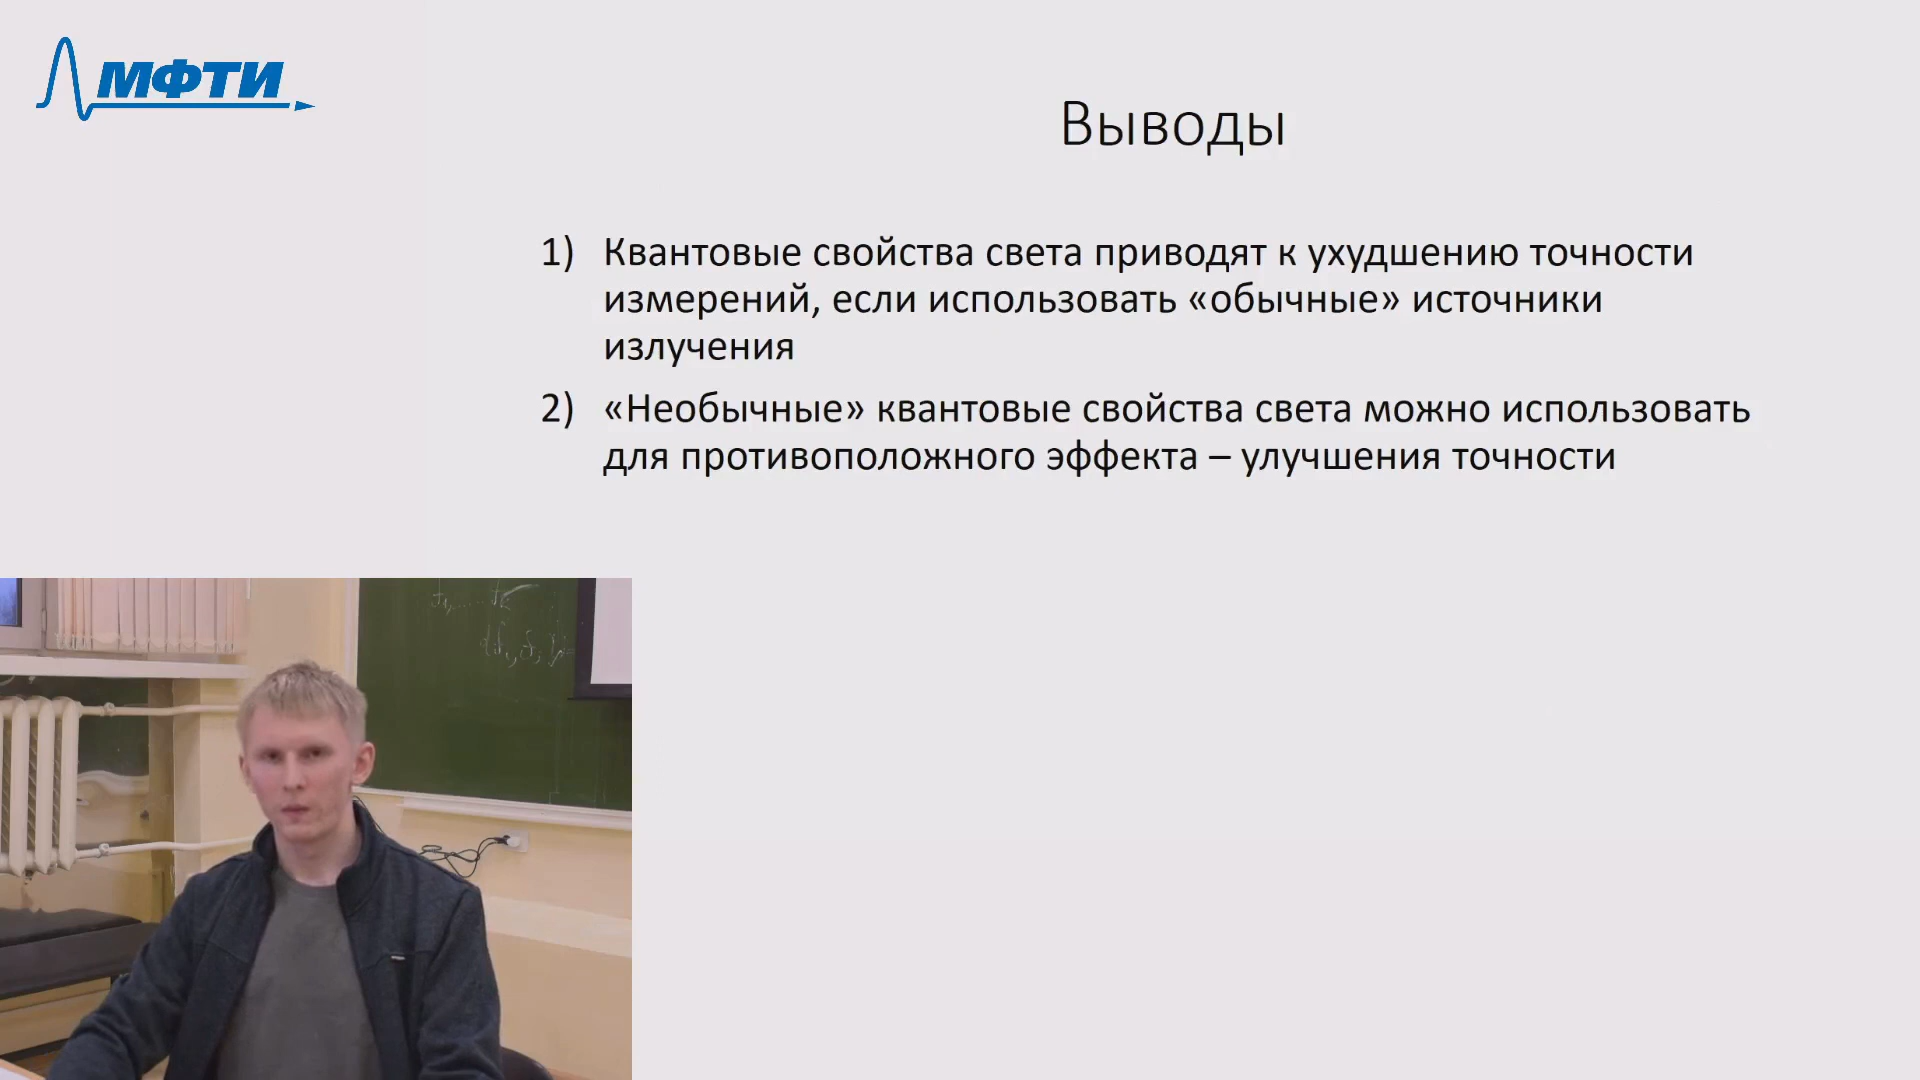 МФТИ
Выводы
1) Квантовые свойства света приводят к ухудшению точности
измерений, если использовать «обычные» источники
излучения
2) «Необычные» квантовые свойства света можно использовать
для противоположного эффекта – улучшения точности